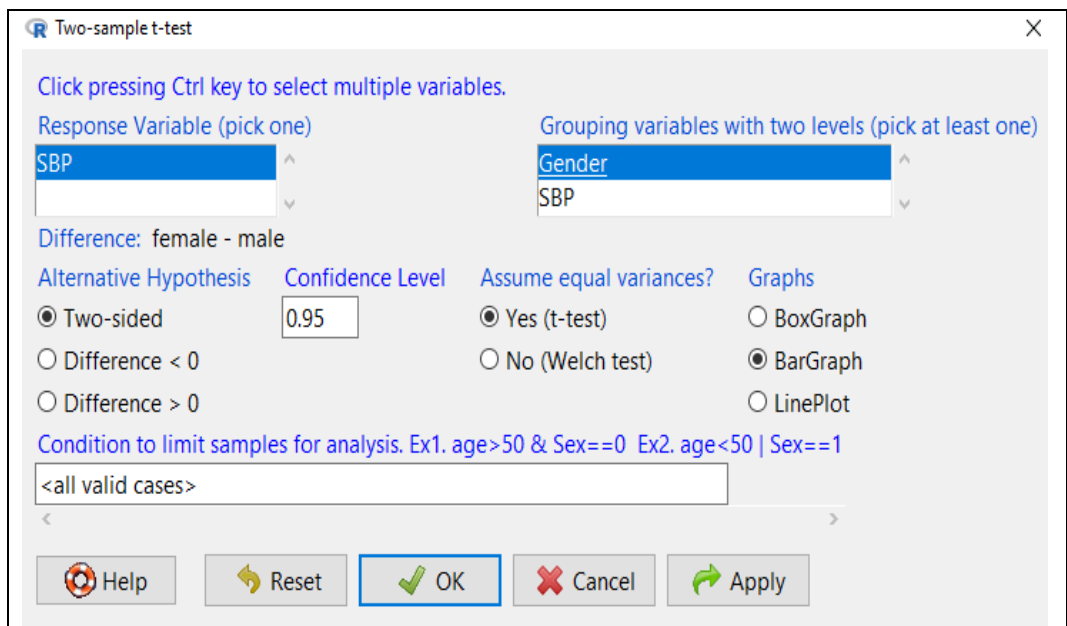 R Two-sample t-test
Click pressing Ctrl key to select multiple variables.
Response Variable (pick one) Grouping variables with two levels (pick at least one)
SBP Gender
SBP
Difference: female - male
Alternative Hypothesis Confidence Level Assume equal variances? Graphs
Two-sided 0.95 Yes (t-test) BoxGraph
Difference < 0 No (Welch test) BarGraph
Difference > 0 LinePlot
Condition to limit samples for analysis. Ex1. age>50 & Sex==0 Ex2. age<50 | Sex==1
<all valid cases>
Help Reset OK Cancel Apply